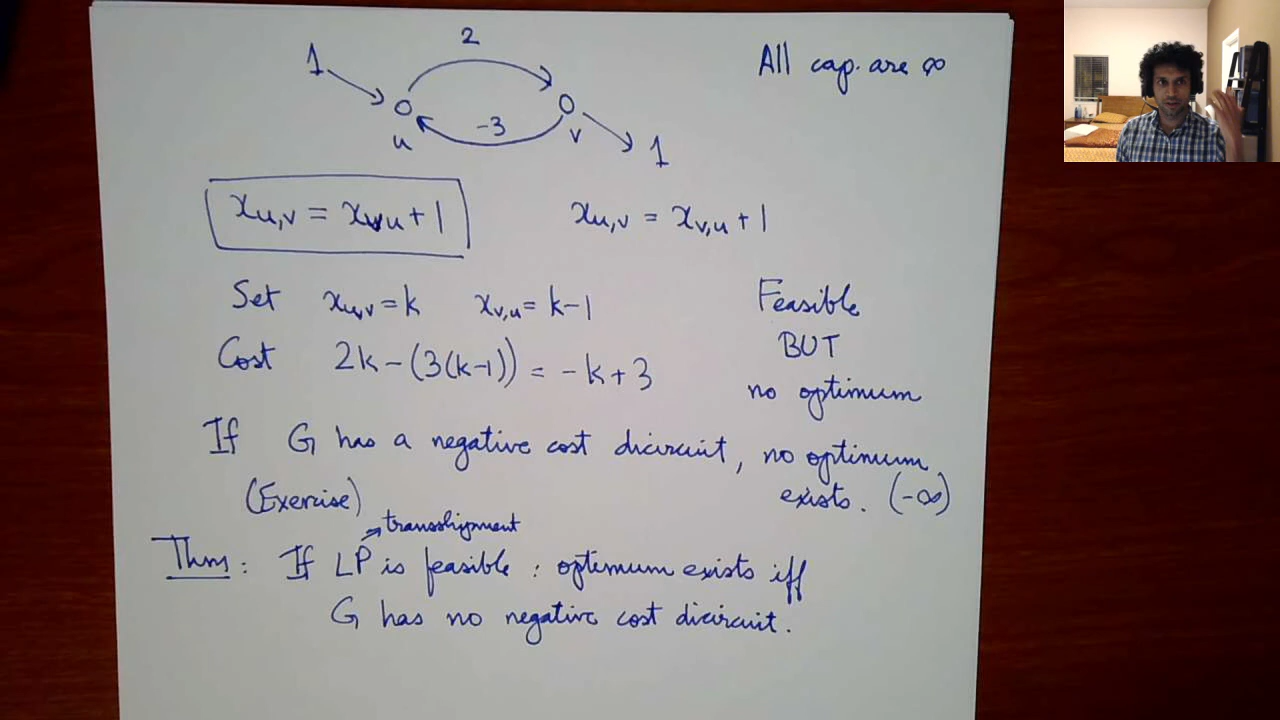 2
1
All cap. are ∞
-3
u
v
1
x_{u,v} = x_{v,u} + 1
x_{u,v} = x_{v,u} + 1
Set x_{u,v} = k x_{v,u} = k-1
Feasible
Cost 2k - (3(k-1)) = -k+3
BUT
no optimum
If G has a negative cost dicircuit, no optimum
(Exercise) exists. (-∞)
transshipment
Thm: If LP is feasible : optimum exists iff
G has no negative cost dicircuit.